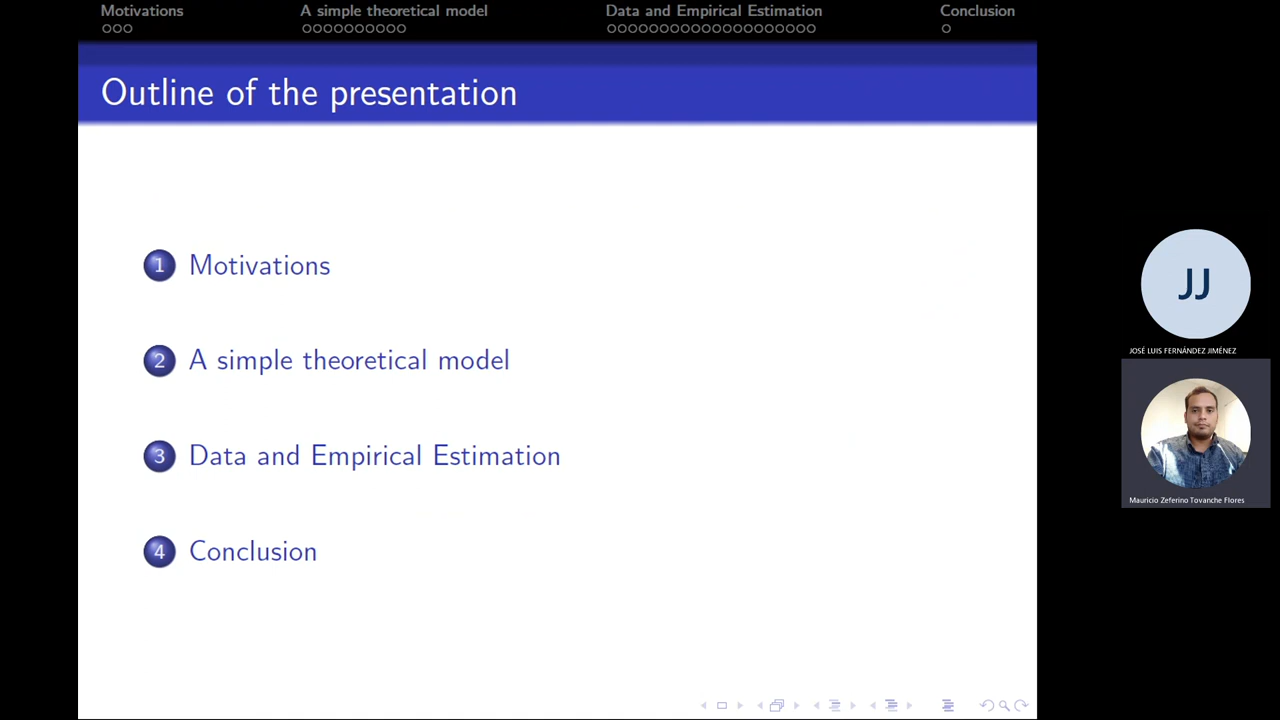 Motivations
A simple theoretical model
Data and Empirical Estimation
Conclusion
Outline of the presentation
1 Motivations
2 A simple theoretical model
3 Data and Empirical Estimation
4 Conclusion
JJ
JOSÉ LUIS FERNÁNDEZ JIMÉNEZ
Mauricio Zeferino Tovanche Flores